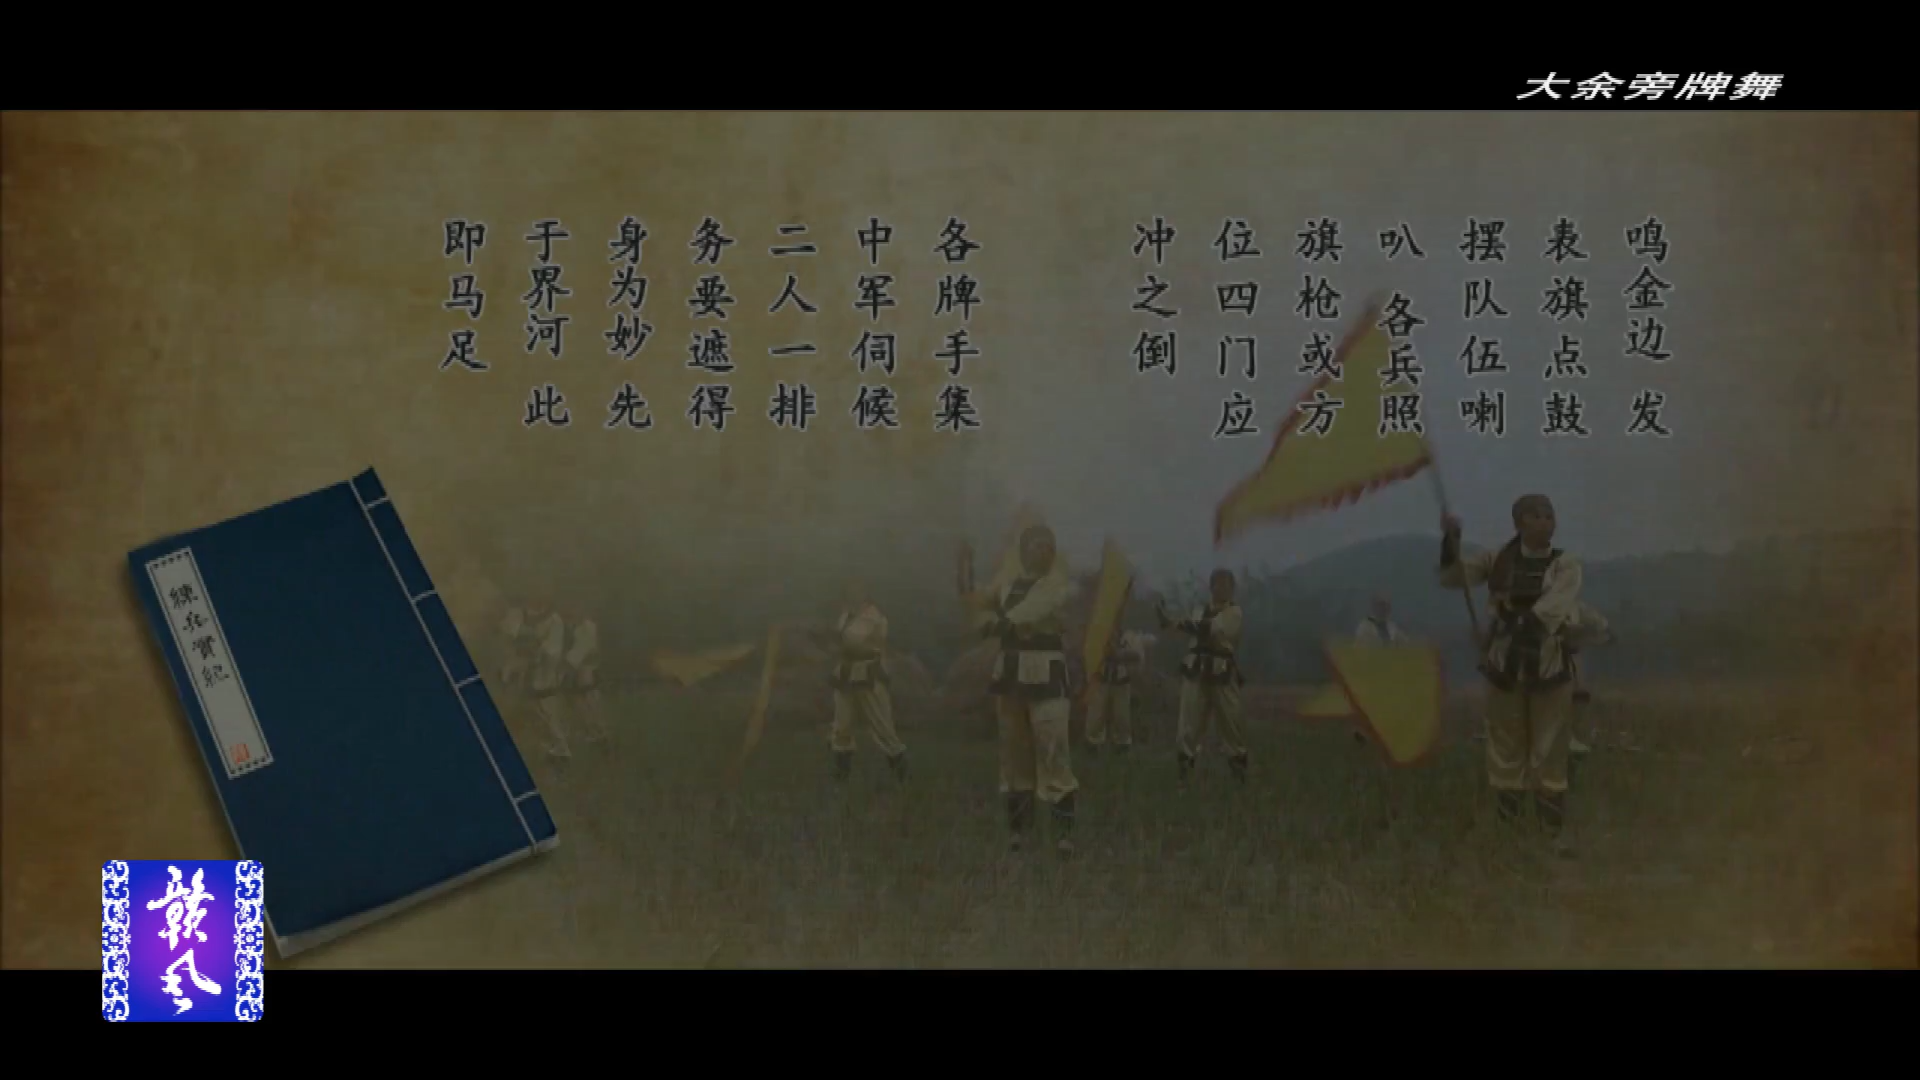 大余旁牌舞
鸣金边 发
表旗点鼓
摆队伍喇
叭 各兵照
旗枪或方
位四门应
冲之倒
各牌手集
中军伺候
二人一排
务要遮得
身为妙 先
于界河 此
即马足
練兵實紀
赣风